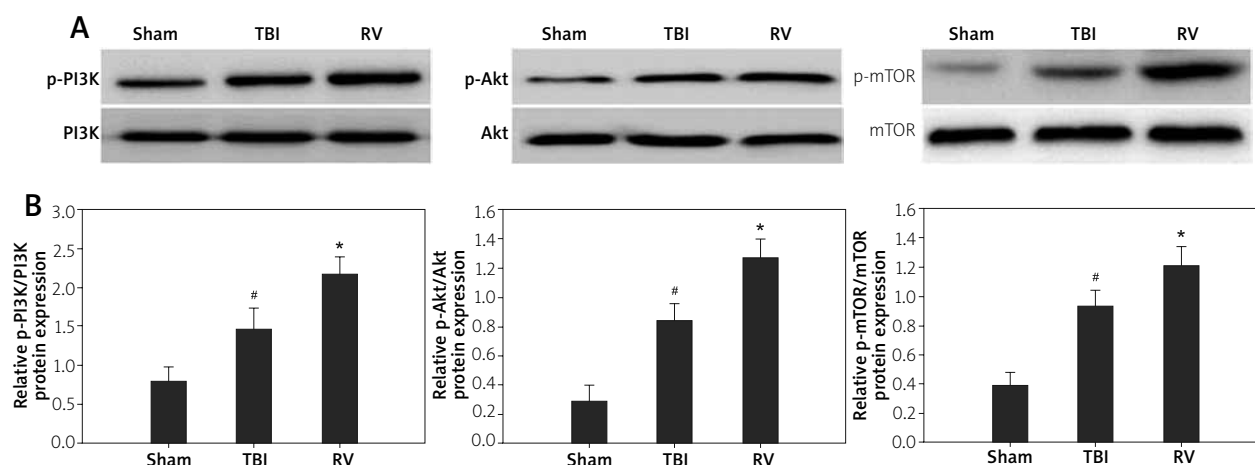 A
Sham TBI RV
p-PI3K
PI3K
Sham TBI RV
p-Akt
Akt
Sham TBI RV
p-mTOR
mTOR
B
Relative p-PI3K/PI3K
protein expression
3.0
2.5
2.0
1.5
1.0
0.5
0.0
#
*
Sham TBI RV
Relative p-Akt/Akt
protein expression
1.6
1.4
1.2
1.0
0.8
0.6
0.4
0.2
0.0
#
*
Sham TBI RV
Relative p-mTOR/mTOR
protein expression
1.6
1.4
1.2
1.0
0.8
0.6
0.4
0.2
0.0
#
*
Sham TBI RV